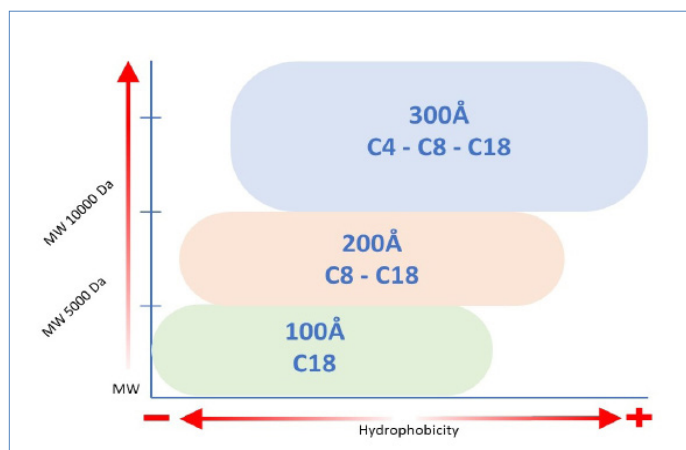 300Å
C4 - C8 - C18
MW 10000 Da
200Å
C8 - C18
MW 5000 Da
100Å
C18
MW
Hydrophobicity